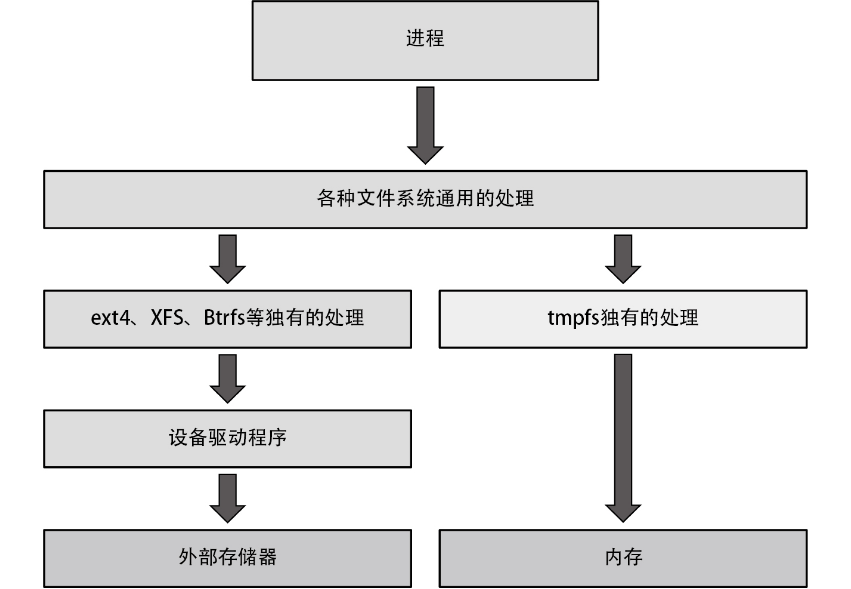 进程
各种文件系统通用的处理
ext4、XFS、Btrfs等独有的处理
tmpfs独有的处理
设备驱动程序
外部存储器
内存